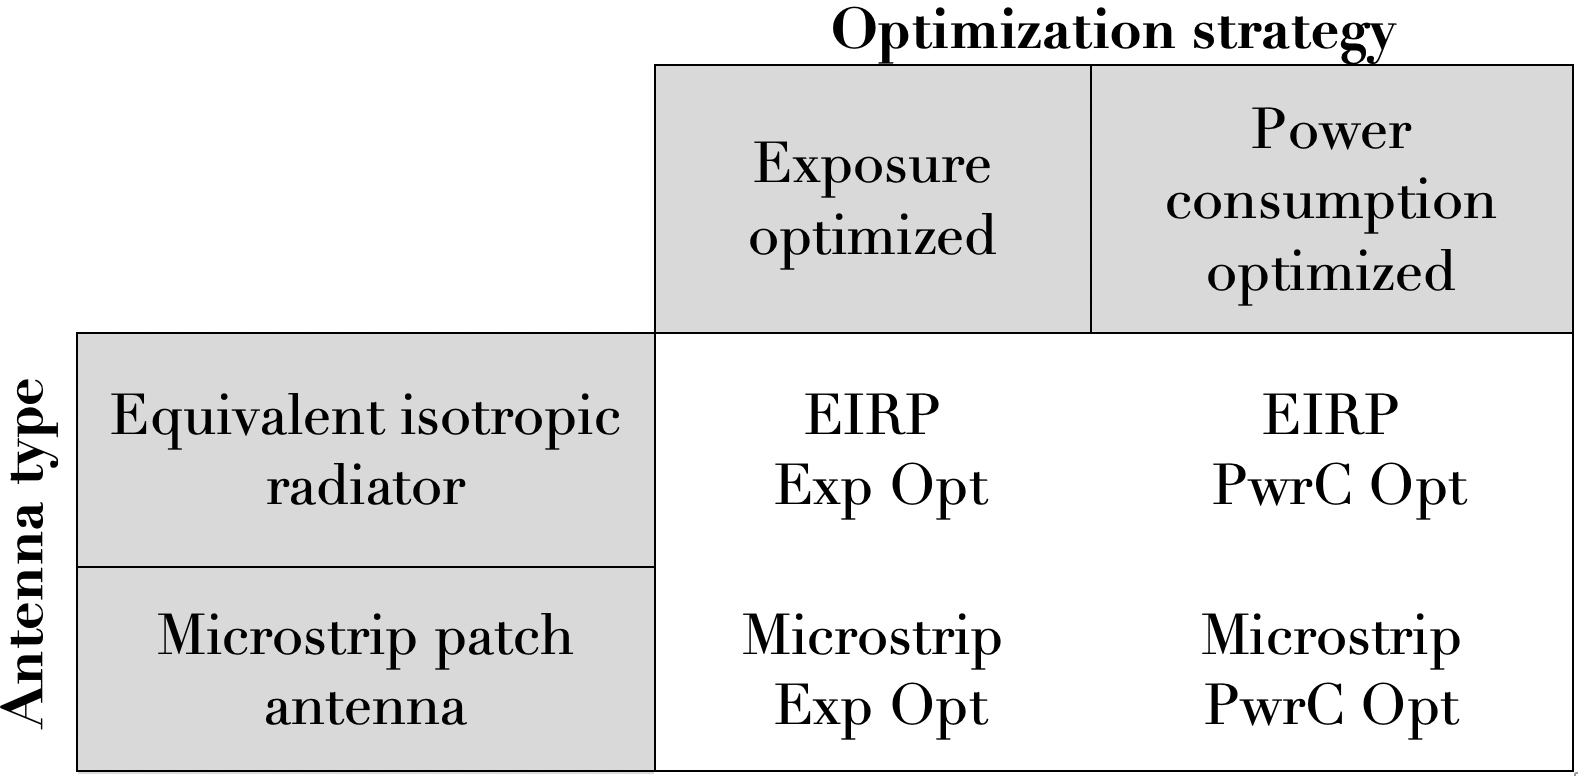 Optimization strategy
Exposure
optimized
Power
consumption
optimized
Antenna type
Equivalent isotropic
radiator
EIRP
Exp Opt
EIRP
PwrC Opt
Microstrip patch
antenna
Microstrip
Exp Opt
Microstrip
PwrC Opt